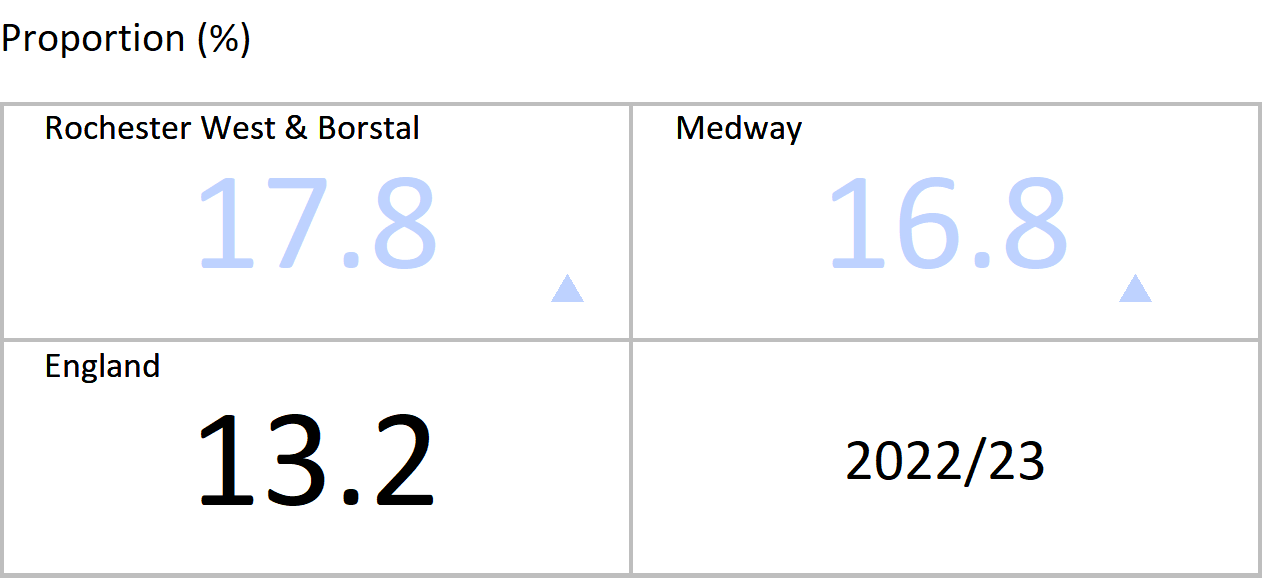 Proportion (%)
Rochester West & Borstal
17.8
Medway
16.8
England
13.2
2022/23